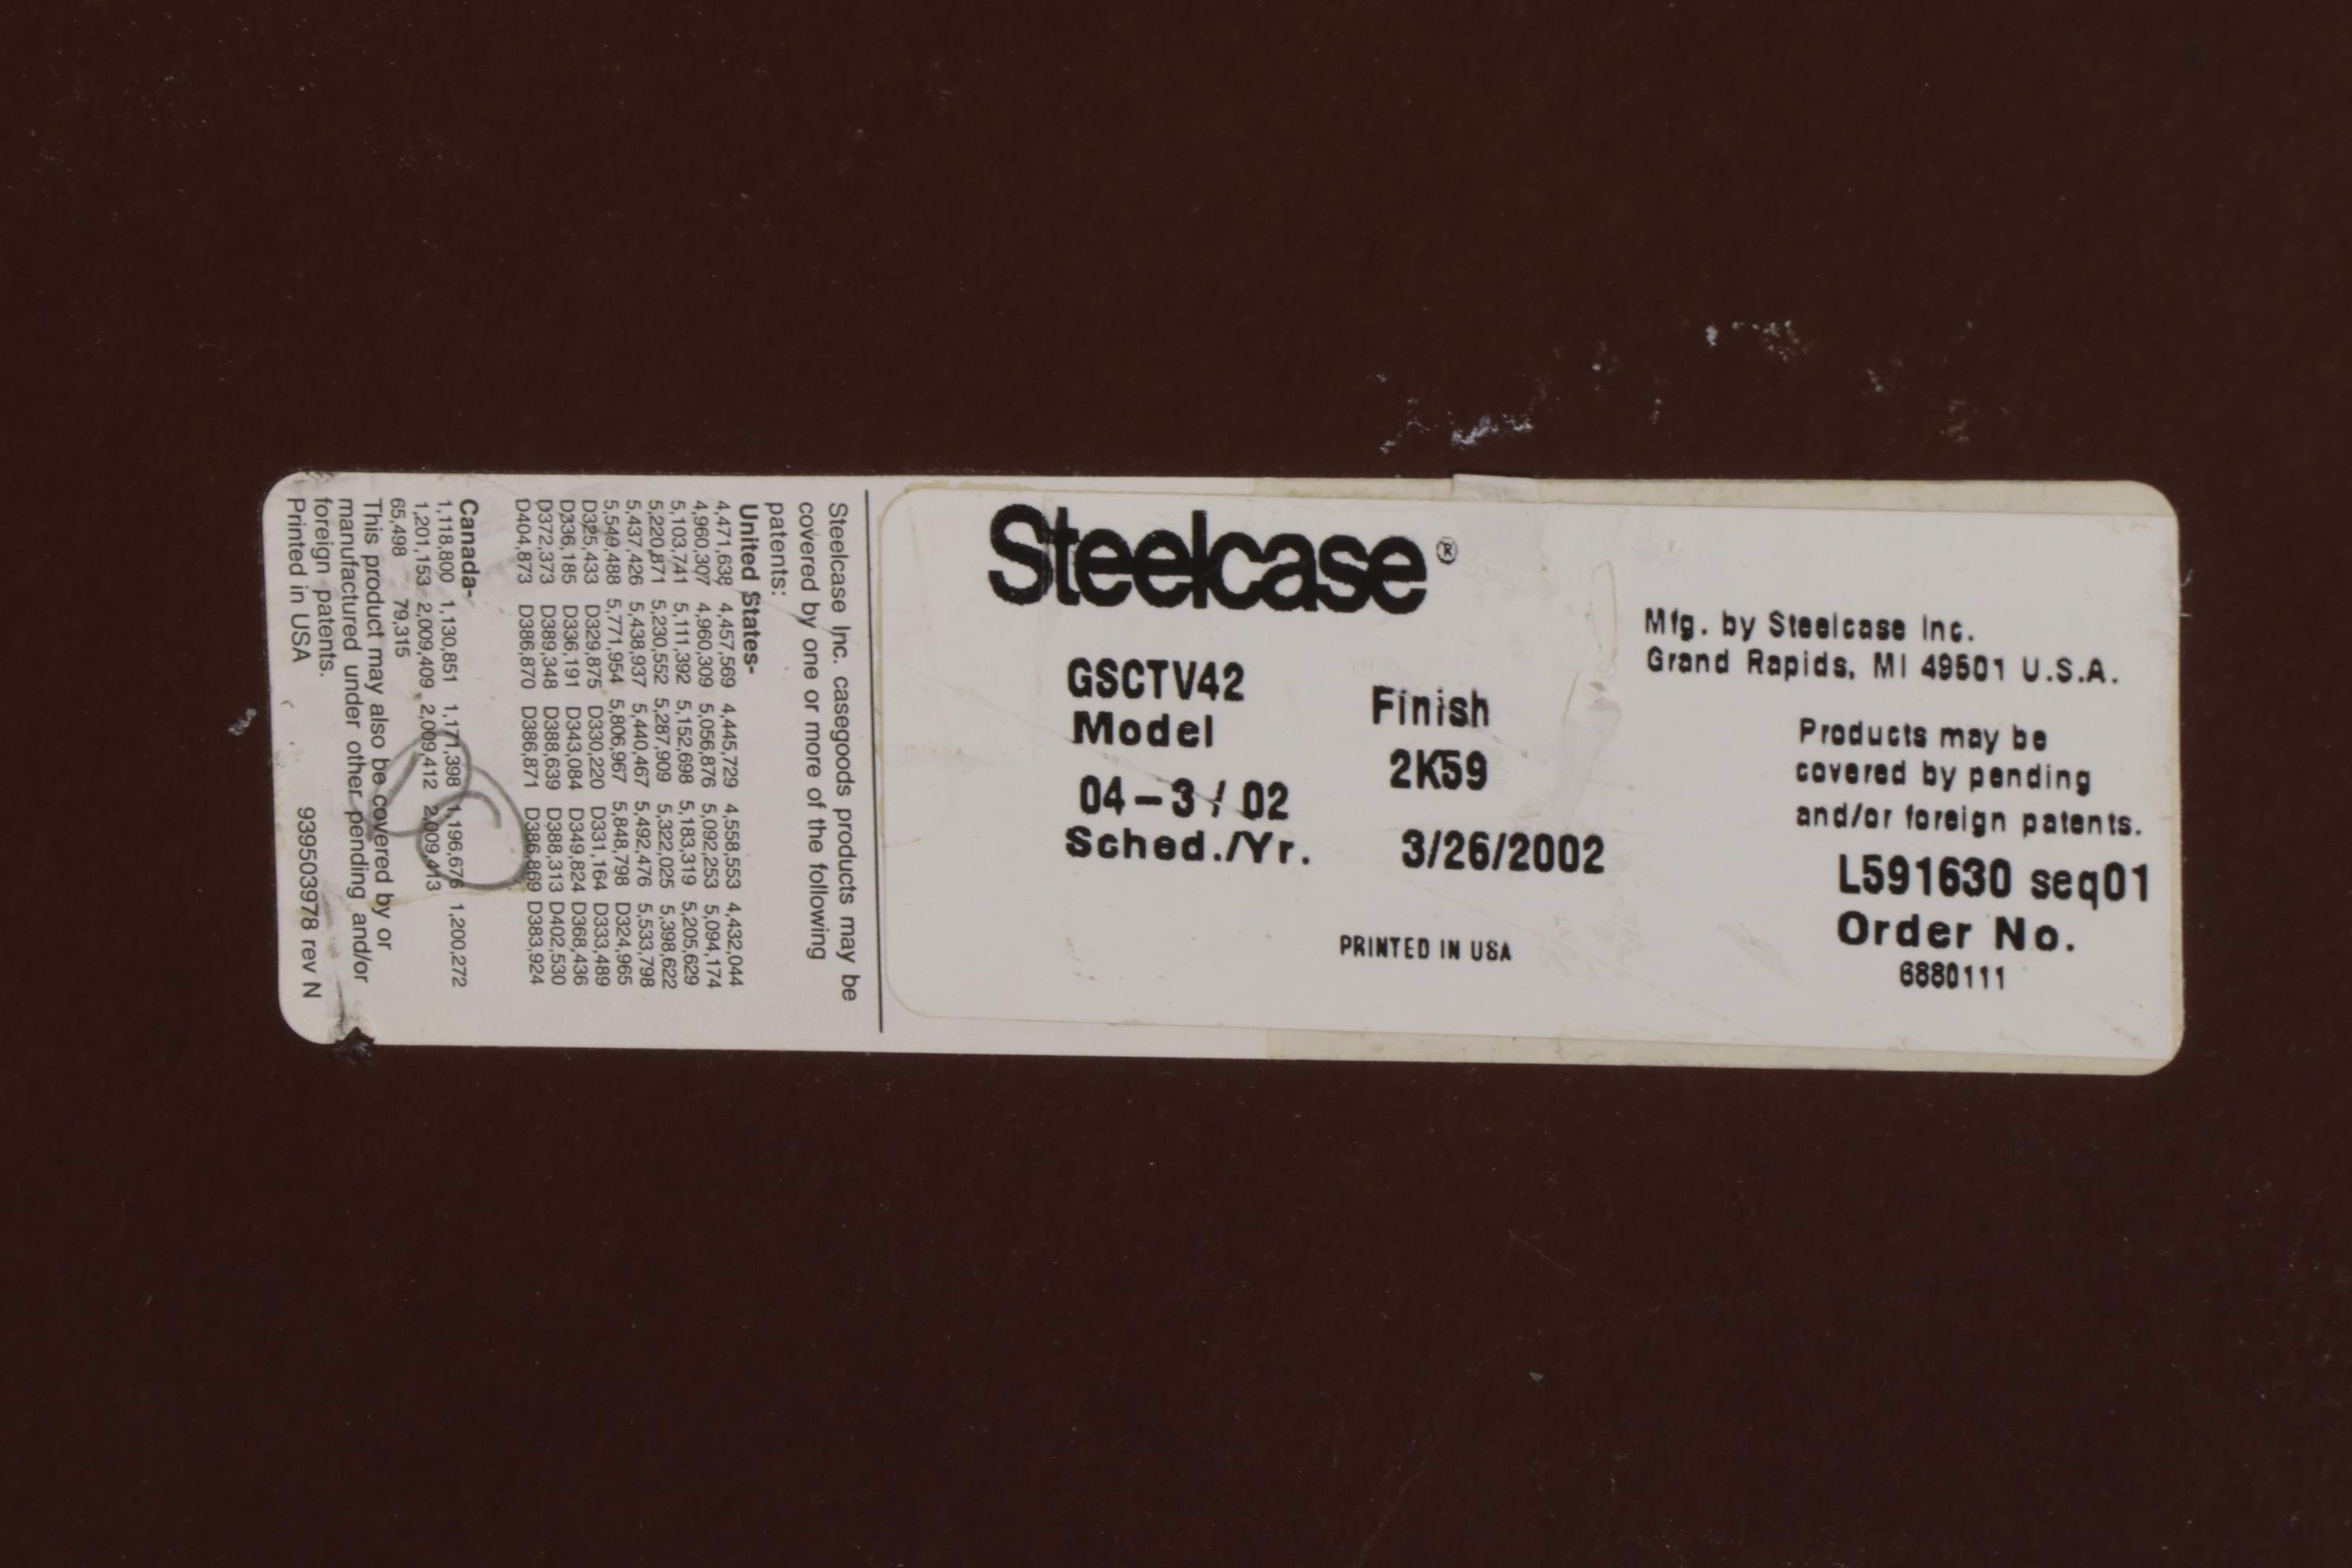 Steelcase®
GSCTV42
Model
04-3/02
Sched./Yr.
Finish
2K59
3/26/2002
PRINTED IN USA
Mfg. by Steelcase Inc.
Grand Rapids, MI 49501 U.S.A.
Products may be
covered by pending
and/or foreign patents.
L591630 seq01
Order No.
6880111
Steelcase Inc. casegoods products may be
covered by one or more of the following
patents:
United States-
4,471,638 4,457,569 4,445,729 4,558,553 4,432,044
4,960,307 4,960,309 5,056,876 5,092,253 5,094,174
5,103,741 5,111,392 5,152,698 5,183,319 5,205,629
5,220,871 5,230,552 5,287,909 5,322,025 5,398,622
5,437,426 5,438,937 5,440,467 5,492,476 5,533,798
5,549,488 5,771,954 5,806,967 5,848,798 D324,965
D325,433 D329,875 D330,220 D331,164 D333,489
D336,185 D336,191 D343,084 D349,824 D368,436
D372,373 D389,348 D388,639 D388,313 D402,530
D404,873 D386,870 D386,871 D386,869 D383,924
Canada-
1,118,800 1,130,851 1,171,398 1,196,676 1,200,272
1,201,153 2,009,409 2,009,412 2,009,413
65,498 79,315
This product may also be covered by or
manufactured under other pending and/or
foreign patents.
Printed in USA 939503978 rev N